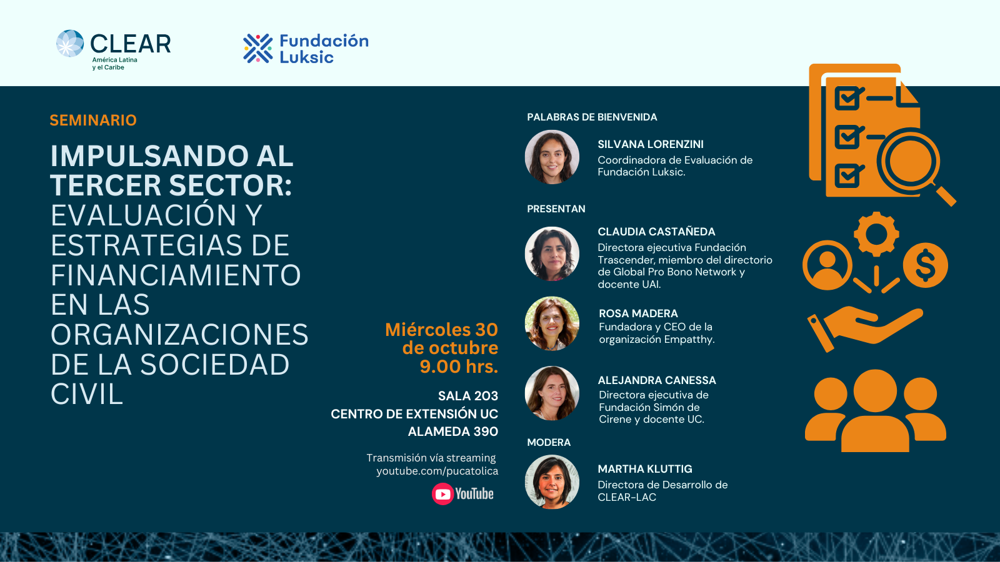 CLEAR
América Latina
y el Caribe
Fundación
Luksic
SEMINARIO
IMPULSANDO AL
TERCER SECTOR:
EVALUACIÓN Y
ESTRATEGIAS DE
FINANCIAMIENTO
EN LAS
ORGANIZACIONES
DE LA SOCIEDAD
CIVIL
Miércoles 30
de octubre
9.00 hrs.
SALA 203
CENTRO DE EXTENSIÓN UC
ALAMEDA 390
Transmisión vía streaming
youtube.com/pucatolica
YouTube
PALABRAS DE BIENVENIDA
SILVANA LORENZINI
Coordinadora de Evaluación de
Fundación Luksic.
PRESENTAN
CLAUDIA CASTAÑEDA
Directora ejecutiva Fundación
Trascender, miembro del directorio
de Global Pro Bono Network y
docente UAI.
ROSA MADERA
Fundadora y CEO de la
organización Empatthy.
ALEJANDRA CANESSA
Directora ejecutiva de
Fundación Simón de
Cirene y docente UC.
MODERA
MARTHA KLUTTIG
Directora de Desarrollo de
CLEAR-LAC
$